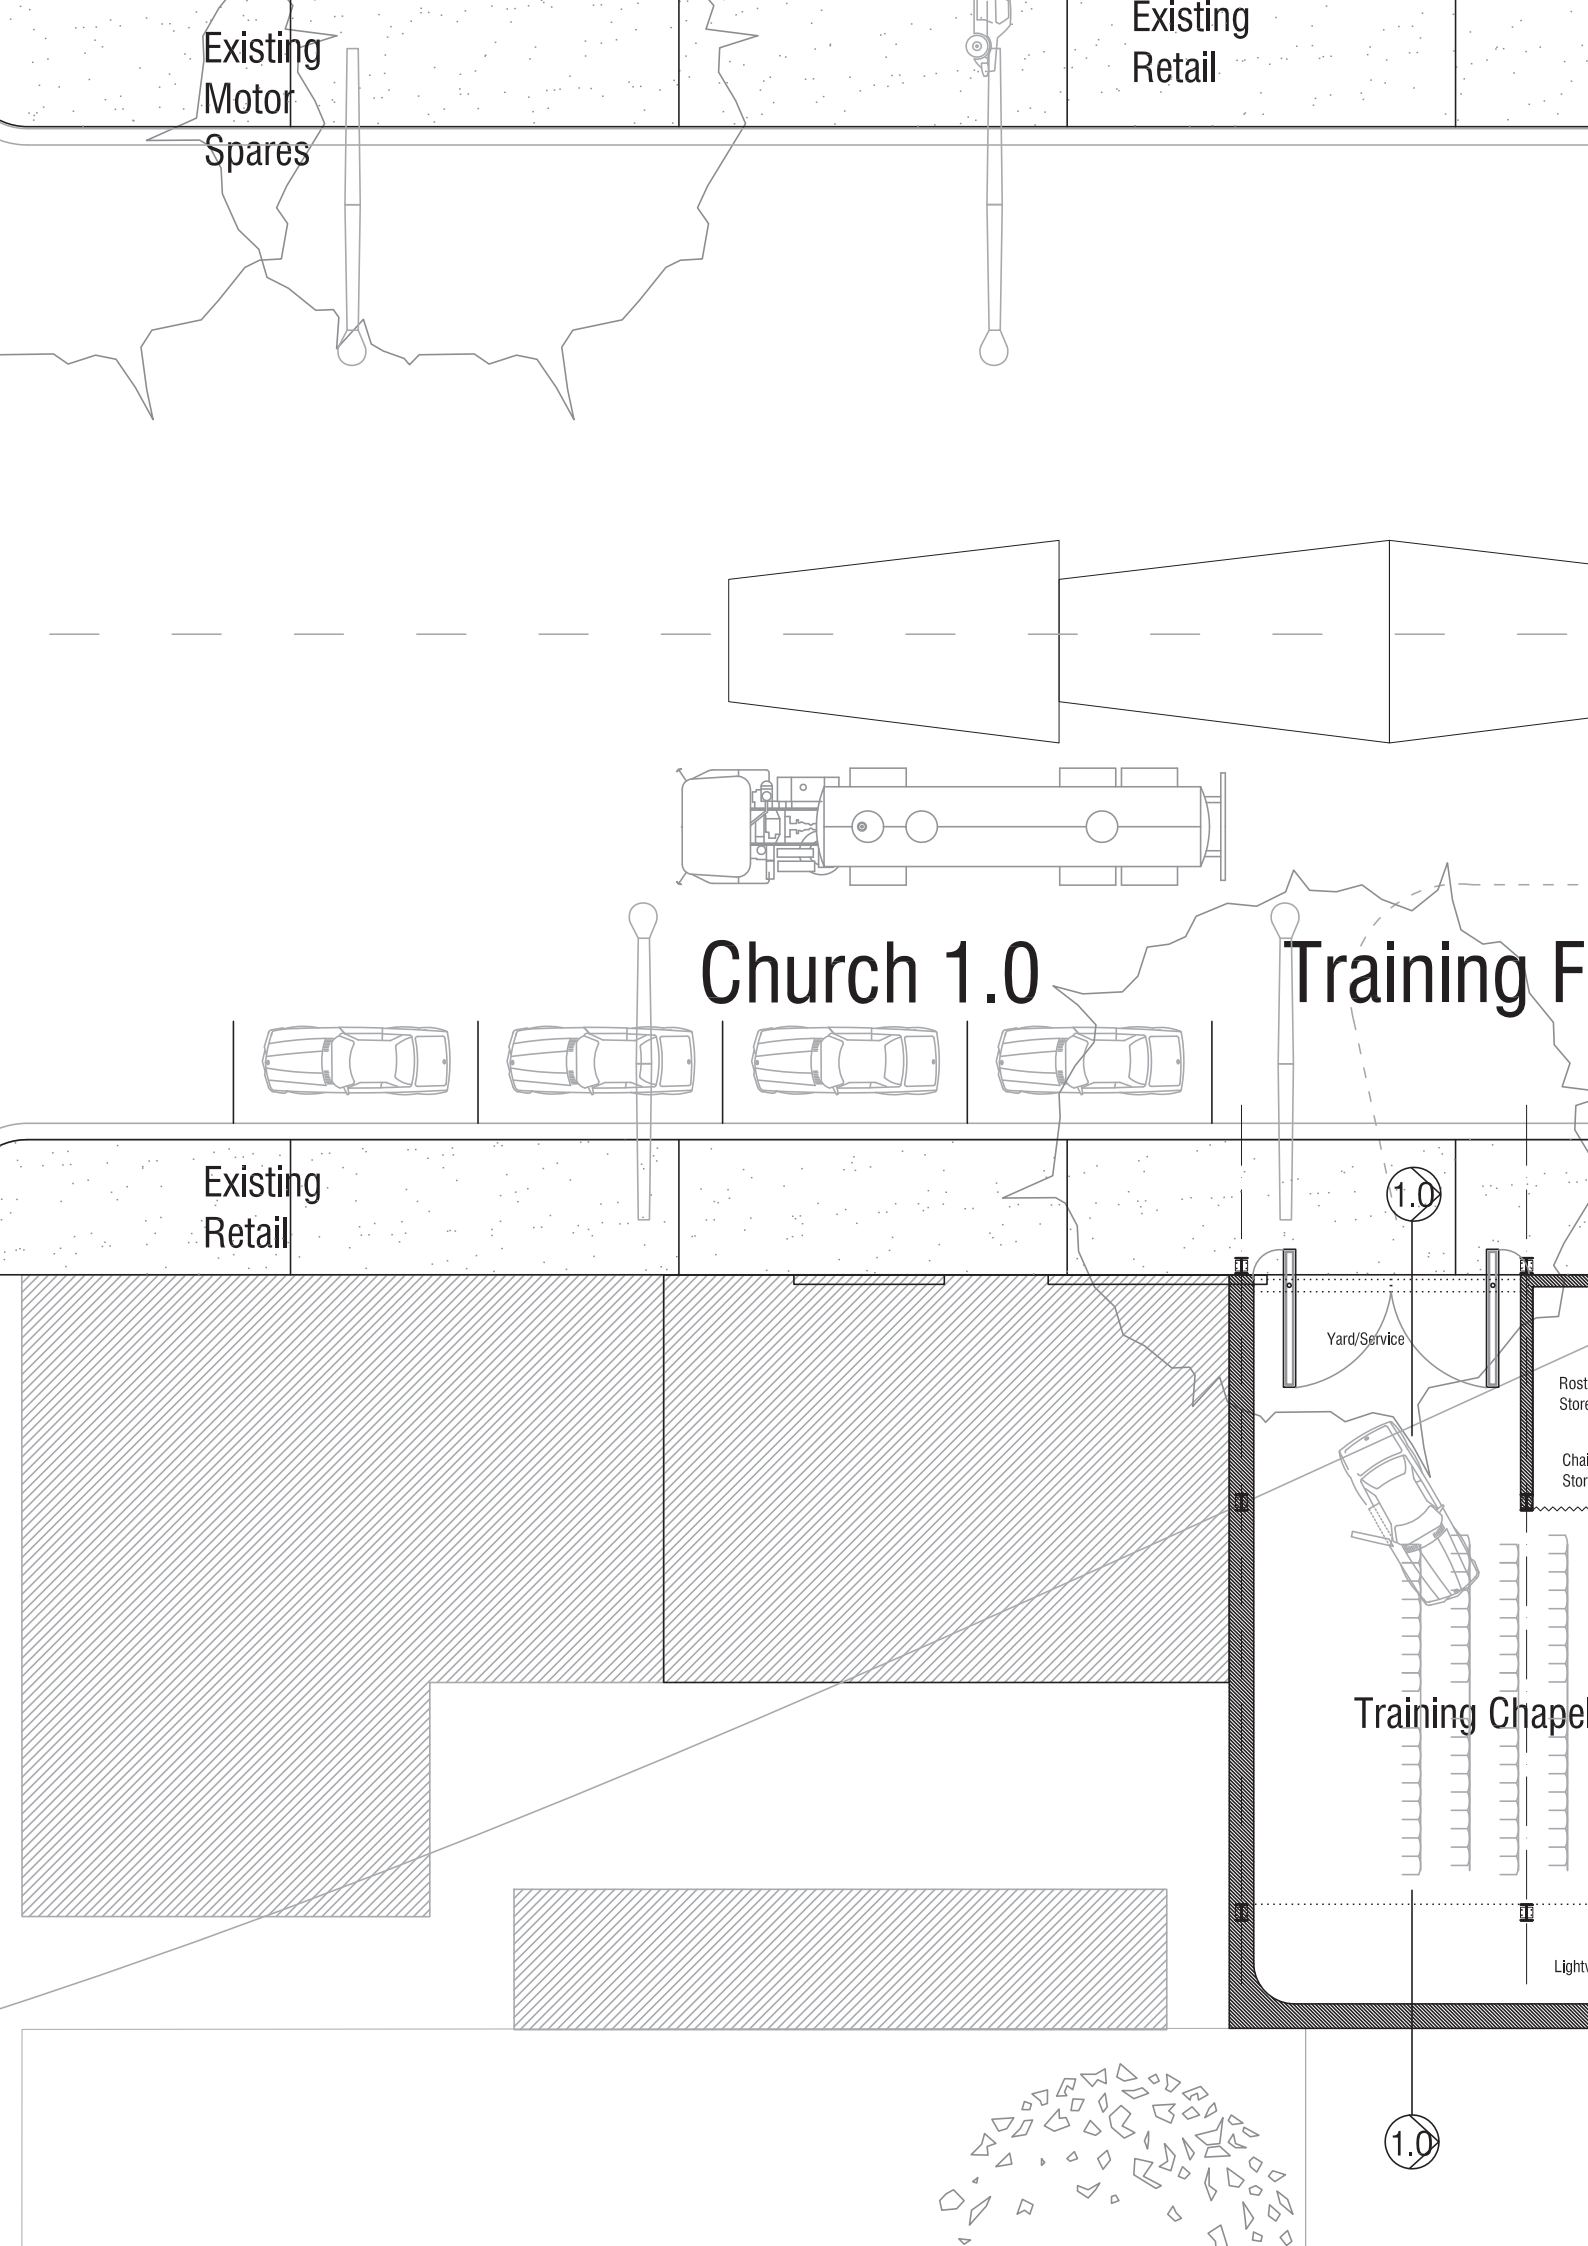 Existing
Motor
Spares
Existing
Retail
Church 1.0
Training F
Existing
Retail
1.0
Yard/Service
Rost
Store
Chai
Stor
Training Chapel
Lightw
1.0